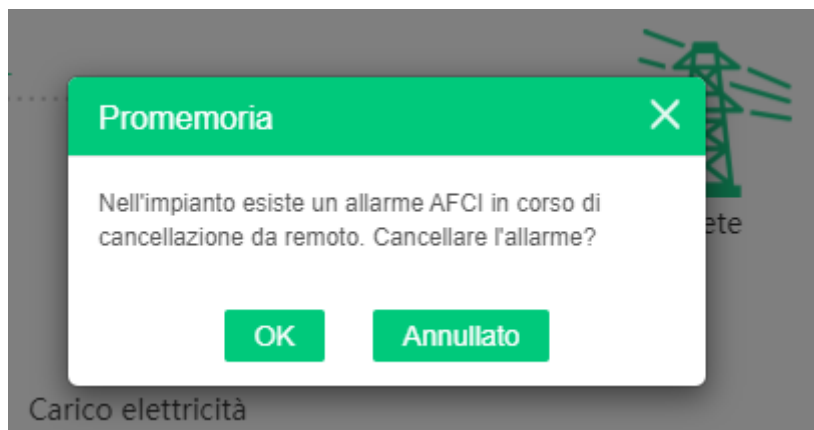 Promemoria
Nell'impianto esiste un allarme AFCI in corso di
cancellazione da remoto. Cancellare l'allarme?
ete
OK
Annullato
Carico elettricità